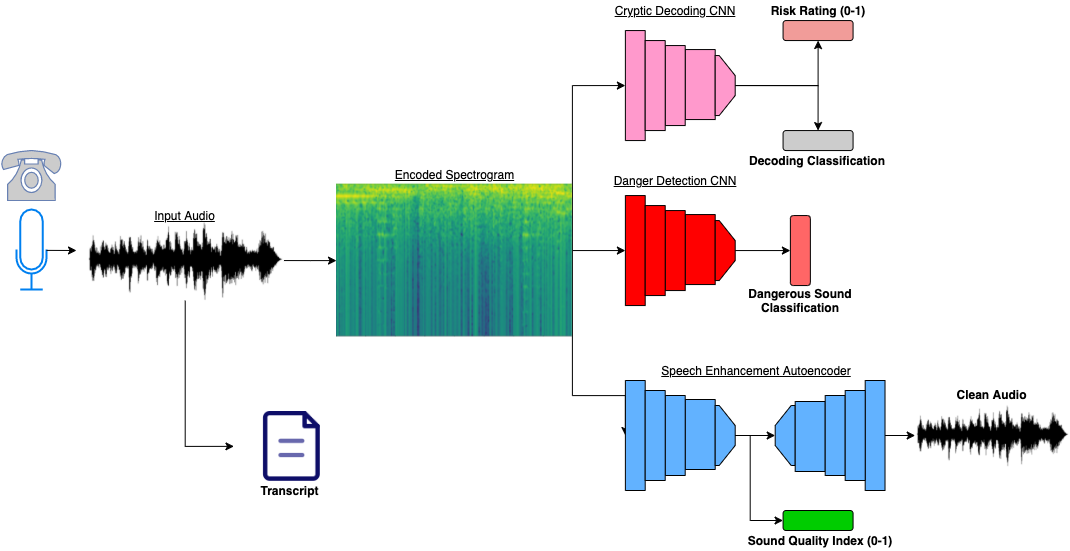 Cryptic Decoding CNN
Risk Rating (0-1)
Decoding Classification
Encoded Spectrogram
Danger Detection CNN
Input Audio
Dangerous Sound
Classification
Speech Enhancement Autoencoder
Clean Audio
Transcript
Sound Quality Index (0-1)